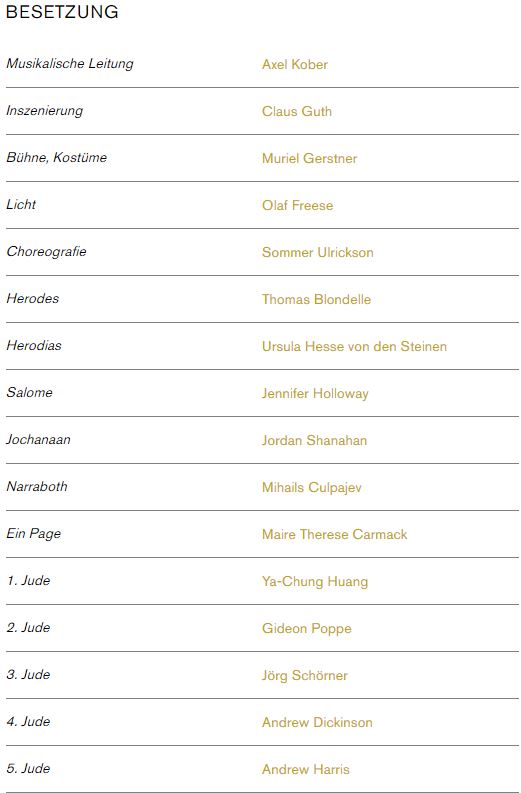 BESETZUNG
Musikalische Leitung Axel Kober
Inszenierung Claus Guth
Bühne, Kostüme Muriel Gerstner
Licht Olaf Freese
Choreografie Sommer Ulrickson
Herodes Thomas Blondelle
Herodias Ursula Hesse von den Steinen
Salome Jennifer Holloway
Jochanaan Jordan Shanahan
Narraboth Mihails Culpajev
Ein Page Maire Therese Carmack
1. Jude Ya-Chung Huang
2. Jude Gideon Poppe
3. Jude Jörg Schörner
4. Jude Andrew Dickinson
5. Jude Andrew Harris